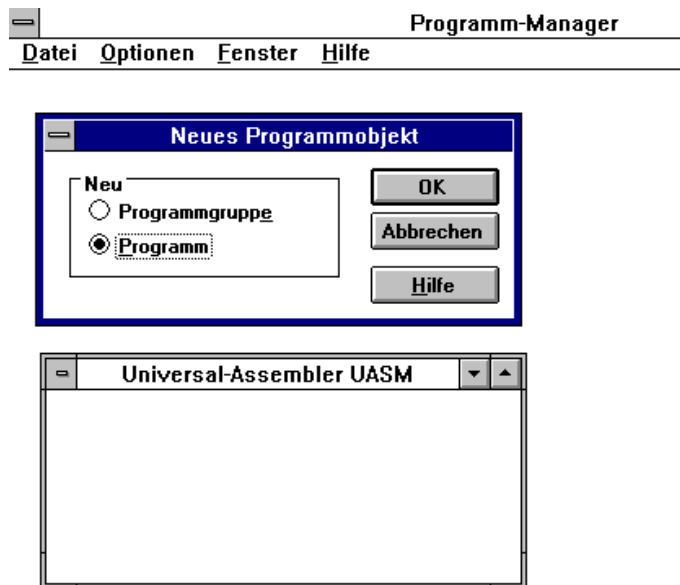 Programm-Manager
Datei Optionen Fenster Hilfe
Neues Programmobjekt
Neu
Programmgruppe
Programm
OK
Abbrechen
Hilfe
Universal-Assembler UASM